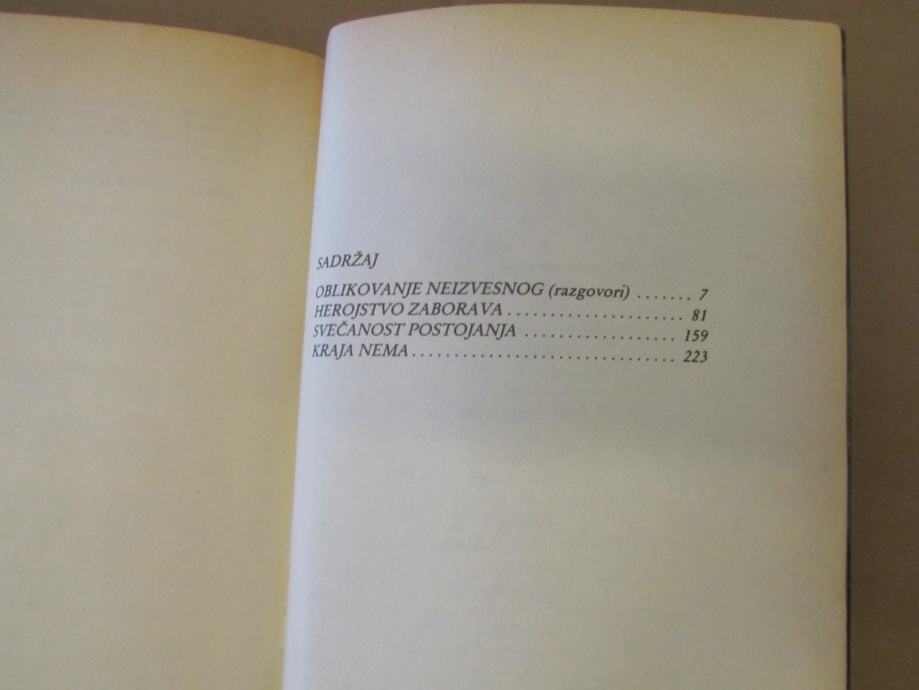 SADRŽAJ
OBLIKOVANJE NEIZVESNOG (razgovori) ....... 7
HEROJSTVO ZABORAVA ..................... 81
SVEČANOST POSTOJANJA .................. 159
KRAJA NEMA ............................... 223